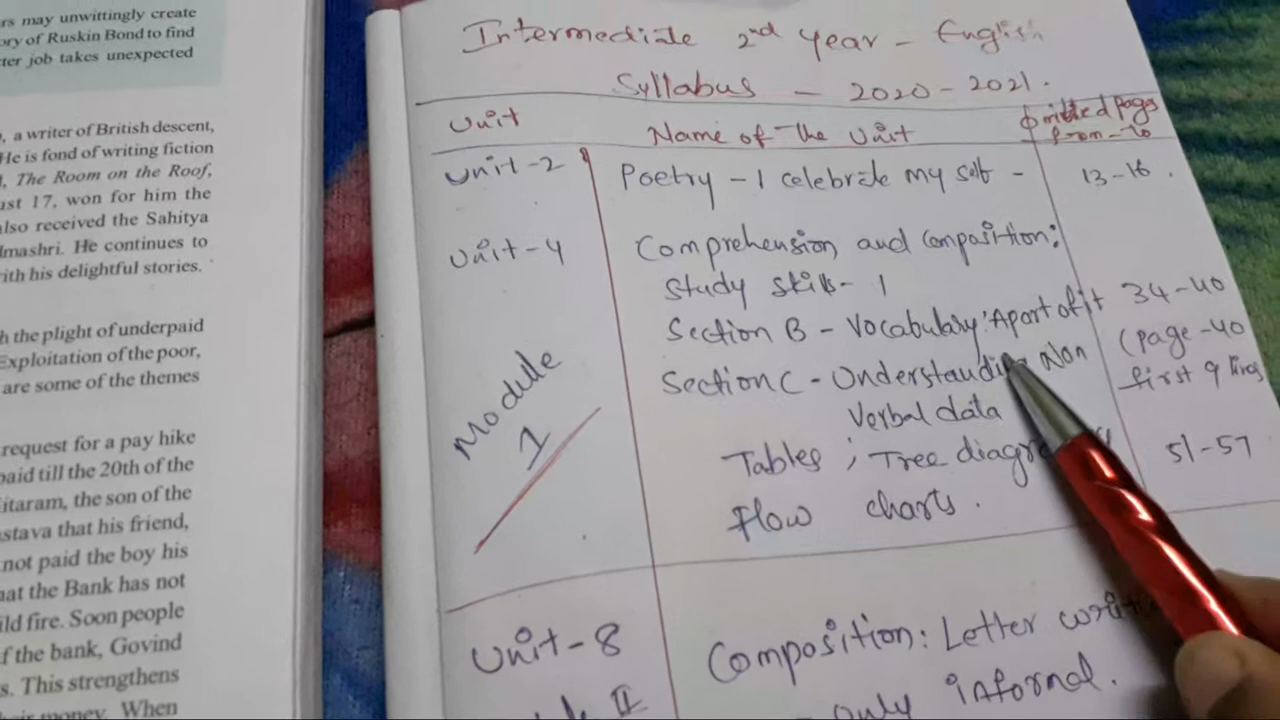 rs may unwittingly create
ory of Ruskin Bond to find
ter job takes unexpected
, a writer of British descent,
He is fond of writing fiction
, The Room on the Roof,
ust 17, won for him the
also received the Sahitya
dmashri. He continues to
with his delightful stories.
h the plight of underpaid
Exploitation of the poor,
are some of the themes
request for a pay hike
paid till the 20th of the
itaram, the son of the
stava that his friend,
not paid the boy his
hat the Bank has not
ild fire. Soon people
f the bank, Govind
s. This strengthens
their money. When
Intermediate 2nd year - English
Syllabus - 2020-2021.
Unit Name of The Unit Omitted pages
from - to
Unit-2 Poetry - I celebrate my self - 13-16.
Unit-4 Comprehension and Composition:
Study skills - 1
Section B - Vocabulary: A part of it 34-40
Section C - Understanding Non (page-40
Verbal data first 9 lines
Tables ; Tree 51-57
Flow charts.
Module
1
Unit-8 Composition: Letter
II only informal.